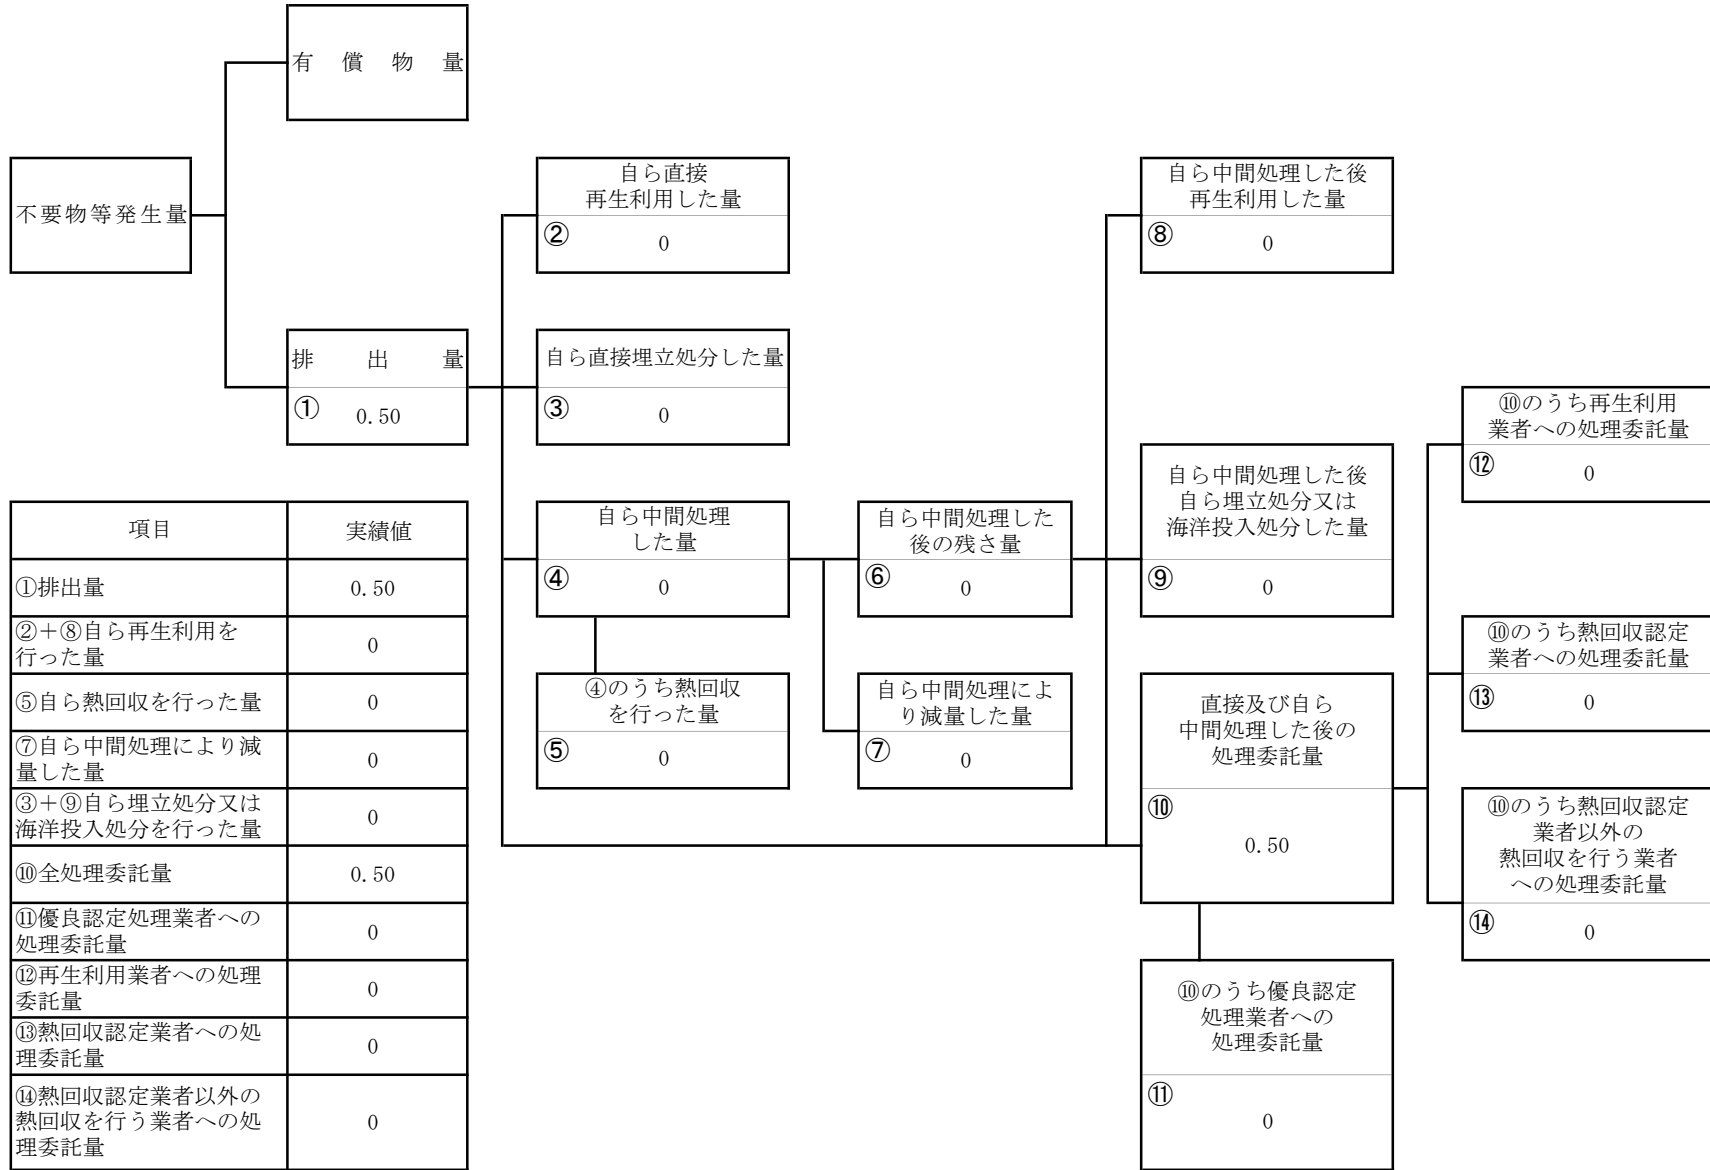 有償物量
不要物等発生量
排出量
① 0.50
自ら直接
再生利用した量
② 0
自ら直接埋立処分した量
③ 0
自ら中間処理
した量
④ 0
④のうち熱回収
を行った量
⑤ 0
自ら中間処理した
後の残さ量
⑥ 0
自ら中間処理によ
り減量した量
⑦ 0
自ら中間処理した後
再生利用した量
⑧ 0
自ら中間処理した後
自ら埋立処分又は
海洋投入処分した量
⑨ 0
直接及び自ら
中間処理した後の
処理委託量
⑩
0.50
⑩のうち優良認定
処理業者への
処理委託量
⑪
0
⑩のうち再生利用
業者への処理委託量
⑫ 0
⑩のうち熱回収認定
業者への処理委託量
⑬ 0
⑩のうち熱回収認定
業者以外の
熱回収を行う業者
への処理委託量
⑭ 0
項目 実績値
①排出量 0.50
②+⑧自ら再生利用を
行った量
0
⑤自ら熱回収を行った量 0
⑦自ら中間処理により減
量した量
0
③+⑨自ら埋立処分又は
海洋投入処分を行った量
0
⑩全処理委託量 0.50
⑪優良認定処理業者への
処理委託量
0
⑫再生利用業者への処理
委託量
0
⑬熱回収認定業者への処
理委託量
0
⑭熱回収認定業者以外の
熱回収を行う業者への処
理委託量
0